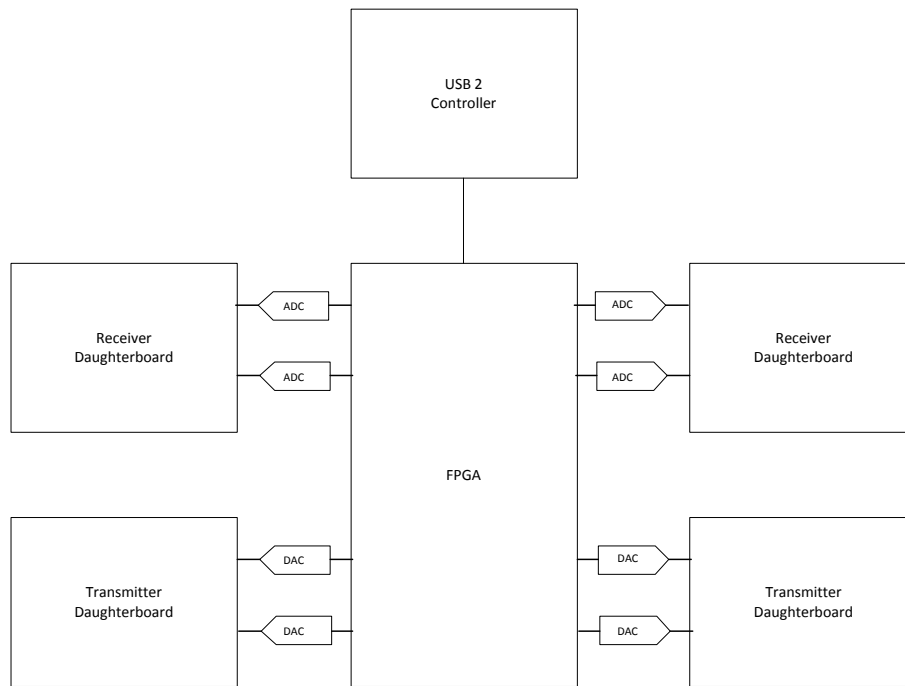 USB 2
Controller
Receiver
Daughterboard
ADC
ADC
ADC
ADC
Receiver
Daughterboard
FPGA
Transmitter
Daughterboard
DAC
DAC
DAC
DAC
Transmitter
Daughterboard